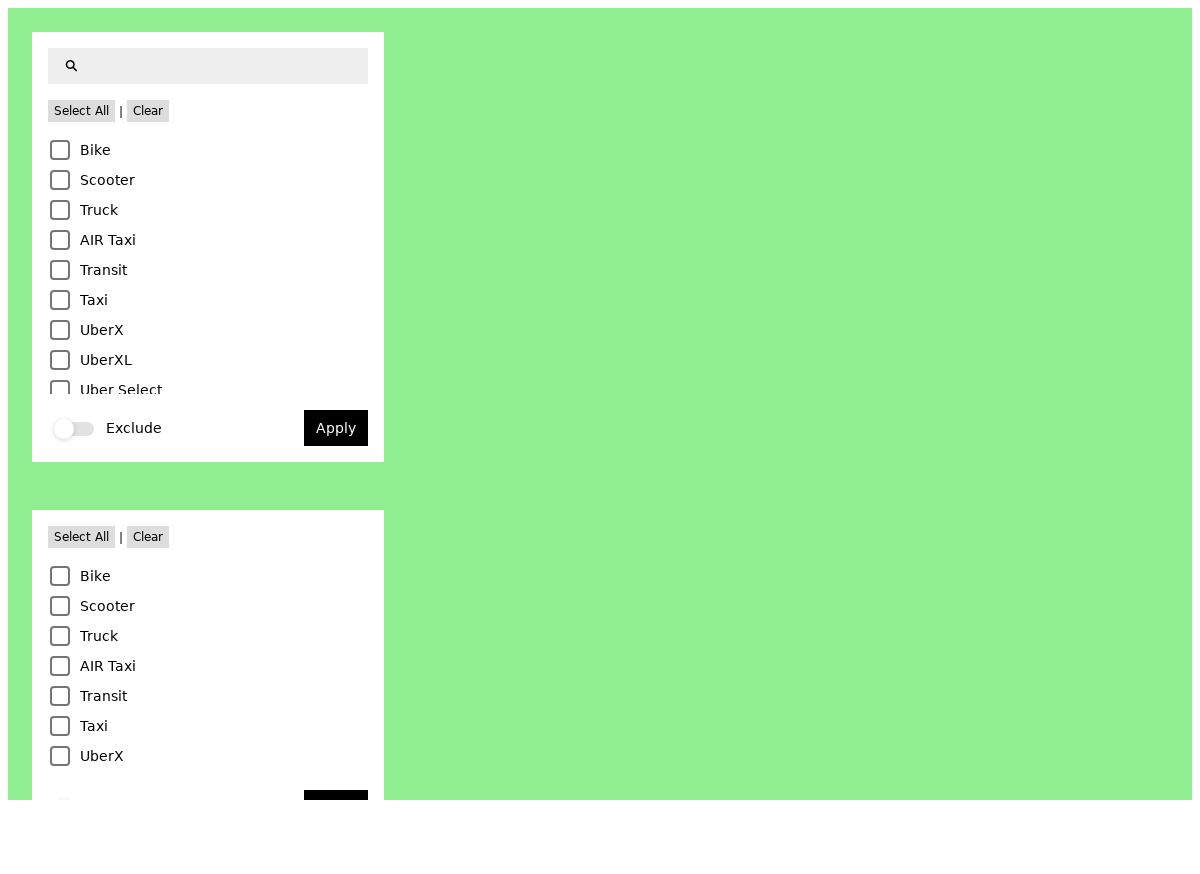 Select All | Clear
Bike
Scooter
Truck
AIR Taxi
Transit
Taxi
UberX
UberXL
Uber Select
Exclude Apply
Select All | Clear
Bike
Scooter
Truck
AIR Taxi
Transit
Taxi
UberX